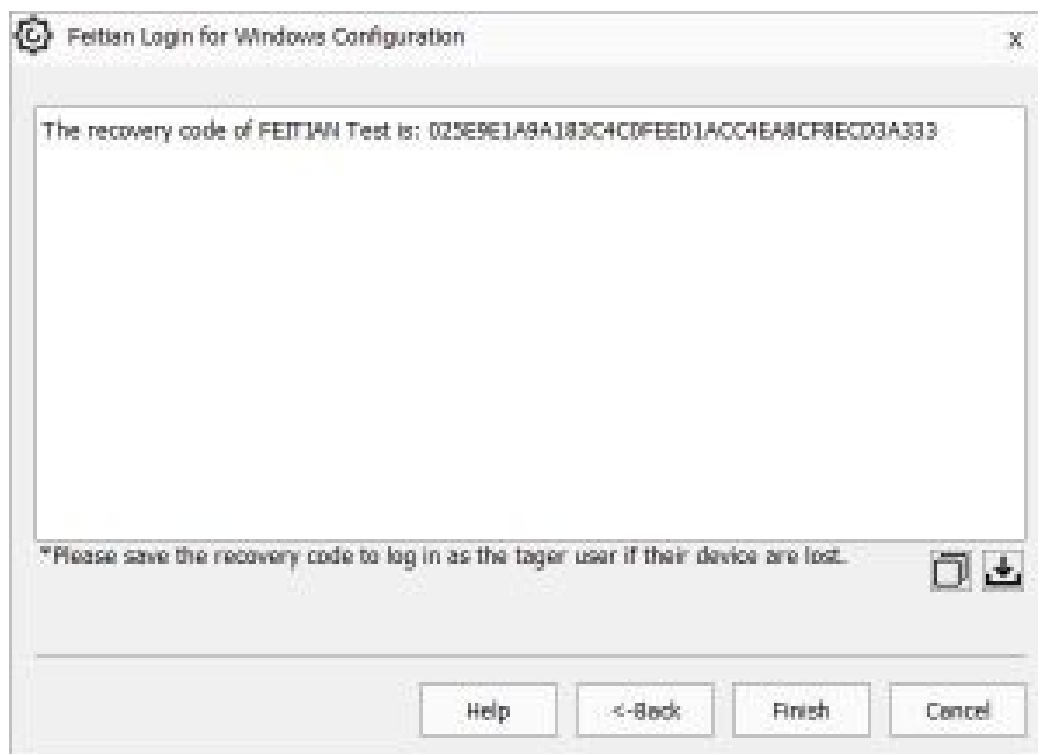 Feitian Login for Windows Configuration
x
The recovery code of FEITIAN Test is:
*Please save the recovery code to log in as the tager user if their device are lost.
Help
<-Back
Finish
Cancel